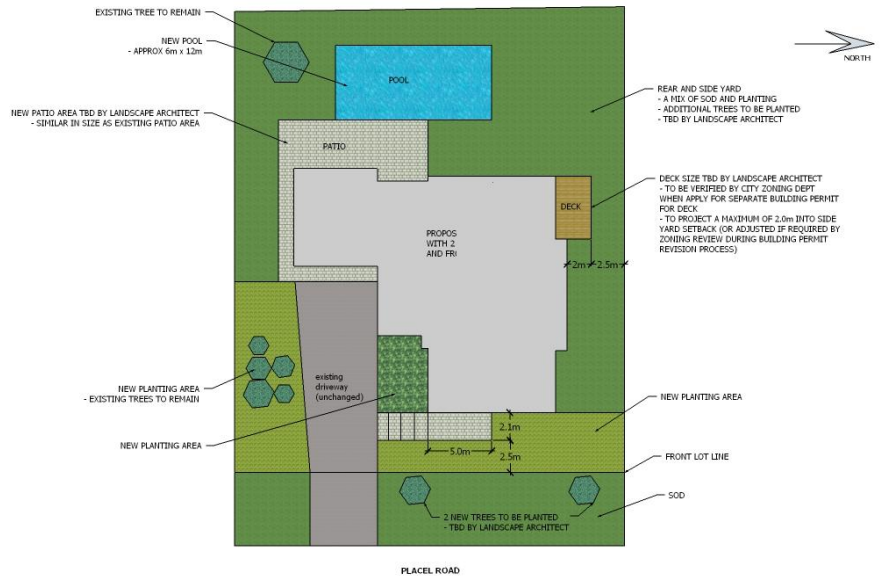 EXISTING TREE TO REMAIN
NEW POOL
- APPROX 6m x 12m
NORTH
POOL
REAR AND SIDE YARD
- A MIX OF SOD AND PLANTING
- ADDITIONAL TREES TO BE PLANTED
- TBD BY LANDSCAPE ARCHITECT
NEW PATIO AREA TBD BY LANDSCAPE ARCHITECT
- SIMILAR IN SIZE AS EXISTING PATIO AREA
PATIO
DECK SIZE TBD BY LANDSCAPE ARCHITECT
- TO BE VERIFIED BY CITY ZONING DEPT
WHEN APPLY FOR SEPARATE BUILDING PERMIT
FOR DECK
- TO PROJECT A MAXIMUM OF 2.0m INTO SIDE
YARD SETBACK (OR ADJUSTED IF REQUIRED BY
ZONING REVIEW DURING BUILDING PERMIT
REVISION PROCESS)
DECK
PROPOS
WITH 2
AND FR
2m
2.5m
existing
driveway
(unchanged)
NEW PLANTING AREA
- EXISTING TREES TO REMAIN
NEW PLANTING AREA
NEW PLANTING AREA
2.1m
5.0m
2.5m
FRONT LOT LINE
SOD
2 NEW TREES TO BE PLANTED
- TBD BY LANDSCAPE ARCHITECT
PLACEL ROAD